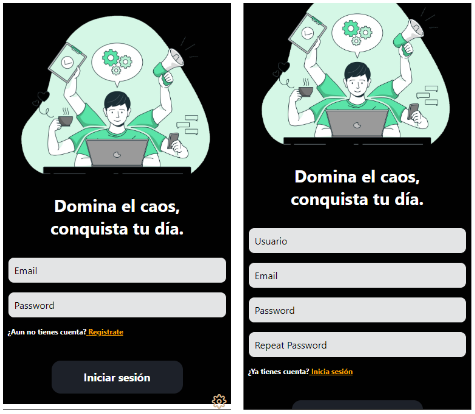 Domina el caos,
conquista tu día.
Email
Password
¿Aun no tienes cuenta? Registrate
Iniciar sesión
Domina el caos,
conquista tu día.
Usuario
Email
Password
Repeat Password
¿Ya tienes cuenta? Inicia sesión